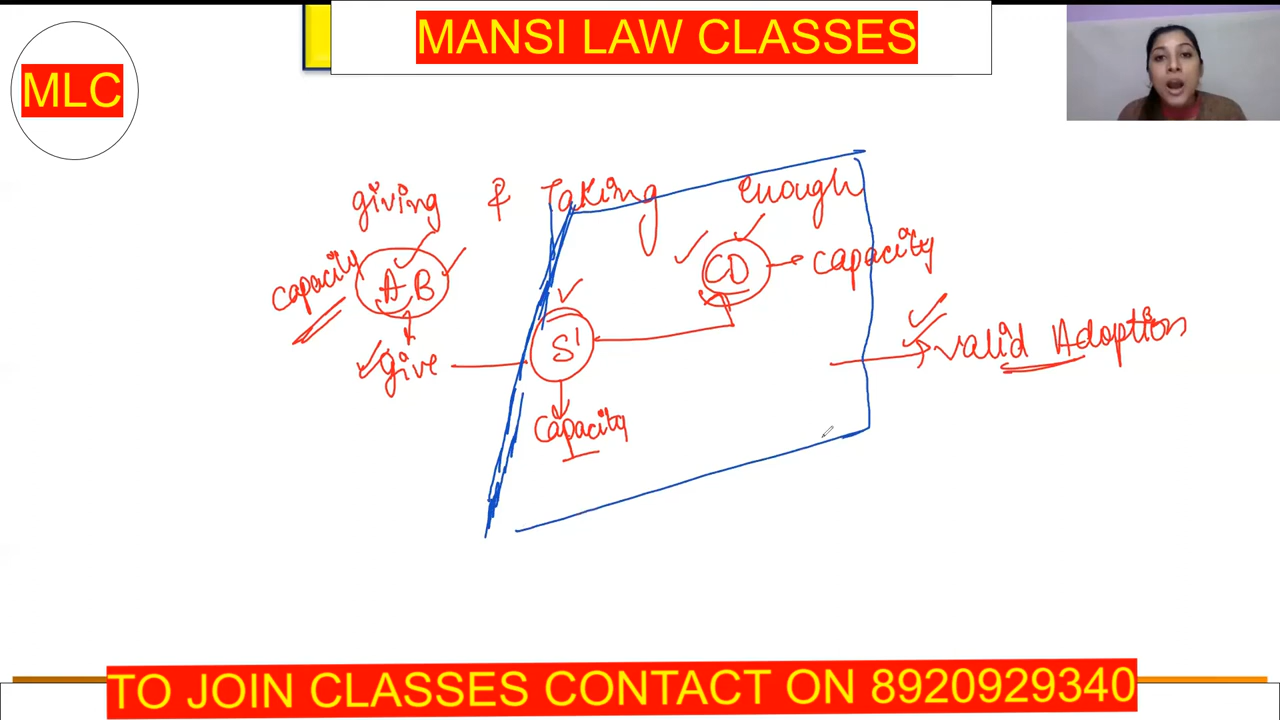 MANSI LAW CLASSES
MLC
giving & Taking enough
capacity AB CD capacity
S'
give
valid Adoption
capacity
TO JOIN CLASSES CONTACT ON 8920929340